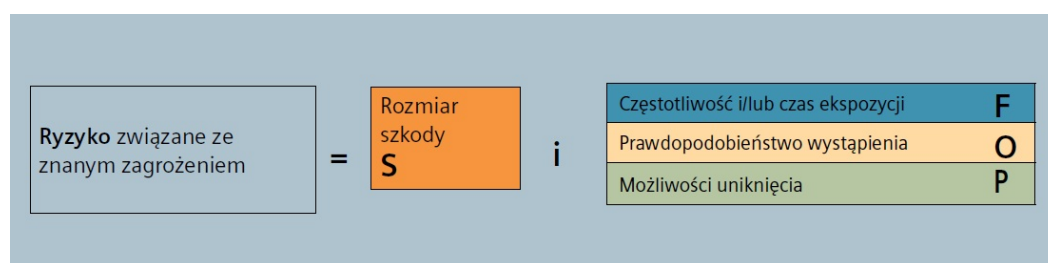 Ryzyko związane ze
znanym zagrożeniem
=
Rozmiar
szkody
S
i
Częstotliwość i/lub czas ekspozycji F
Prawdopodobieństwo wystąpienia O
Możliwości uniknięcia P